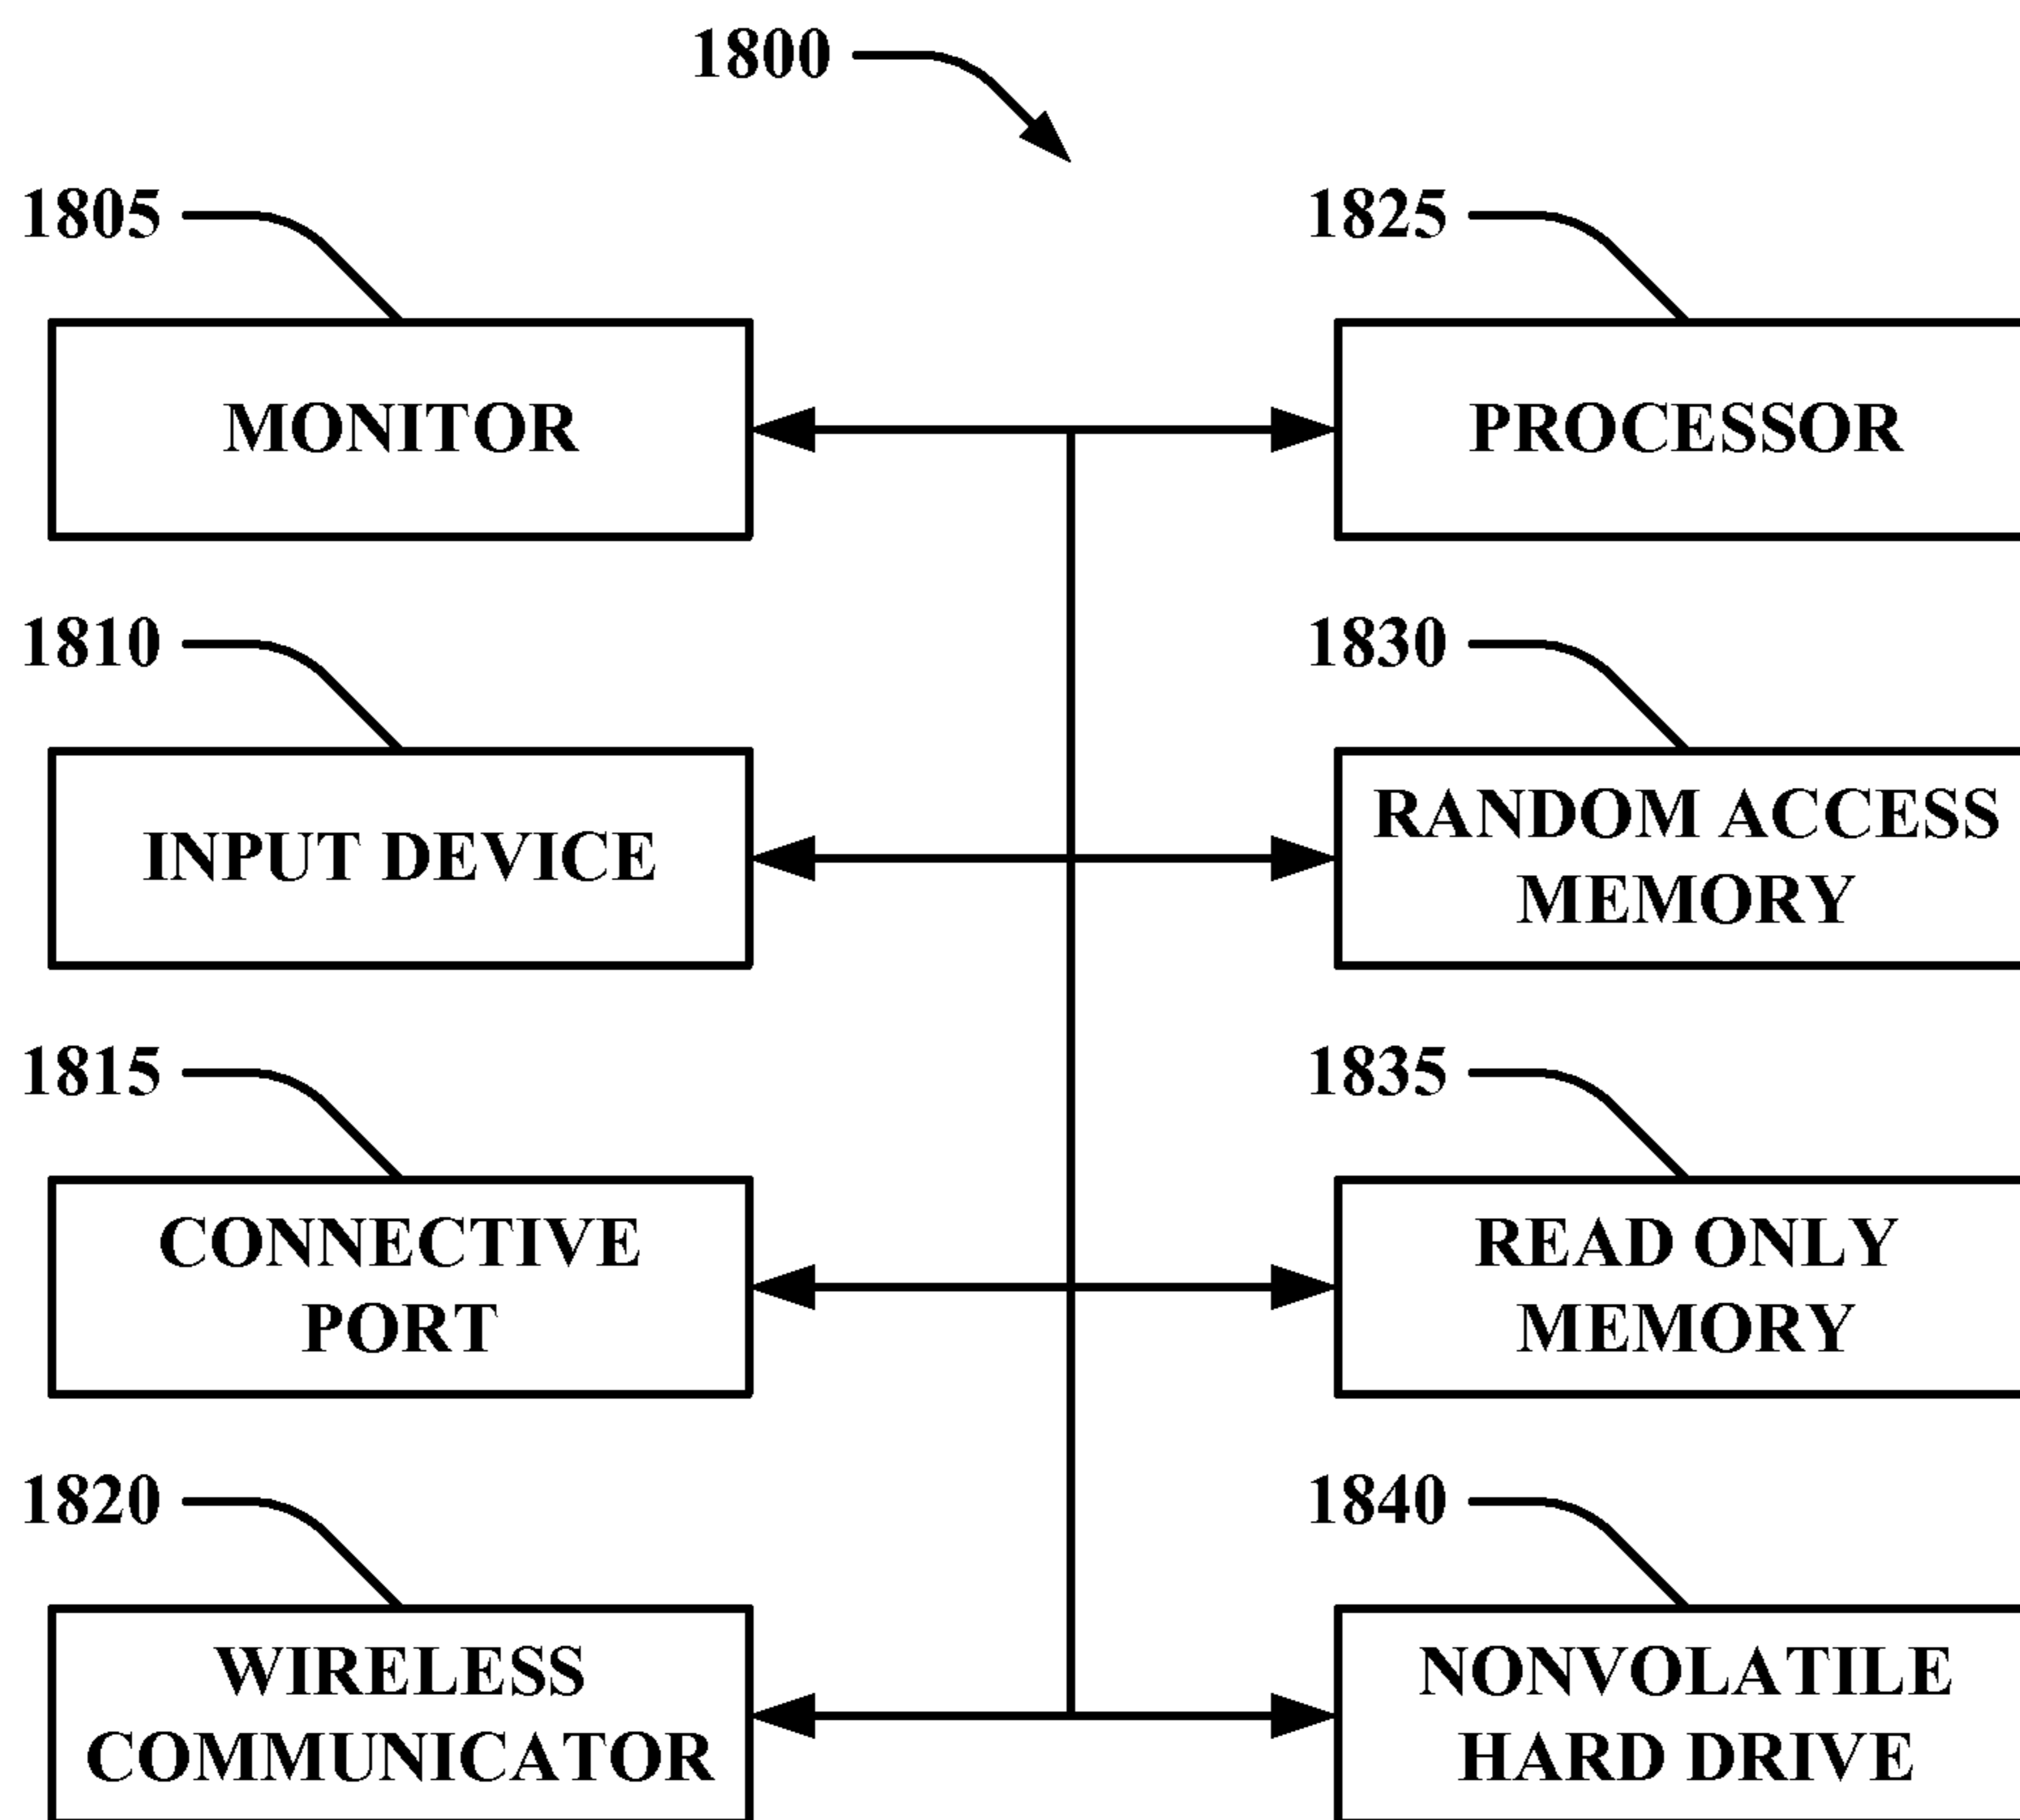 1800
1805
1825
MONITOR
PROCESSOR
1810
1830
INPUT DEVICE
RANDOM ACCESS
MEMORY
1815
1835
CONNECTIVE
PORT
READ ONLY
MEMORY
1820
1840
WIRELESS
COMMUNICATOR
NONVOLATILE
HARD DRIVE